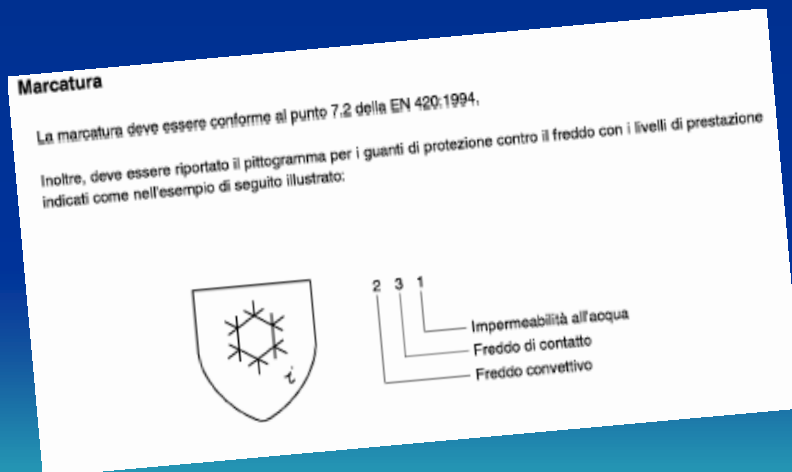 Marcatura
La marcatura deve essere conforme al punto 7.2 della EN 420:1994.
Inoltre, deve essere riportato il pittogramma per i guanti di protezione contro il freddo con i livelli di prestazione
indicati come nell'esempio di seguito illustrato:
2 3 1
Impermeabilità all'acqua
Freddo di contatto
Freddo convettivo
i